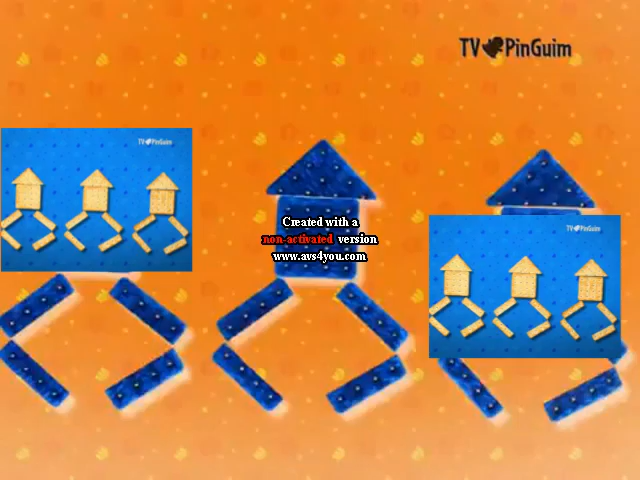 TV PinGuim
TV PinGuim
Created with a
non-activated version
www.avs4you.com
TV PinGuim